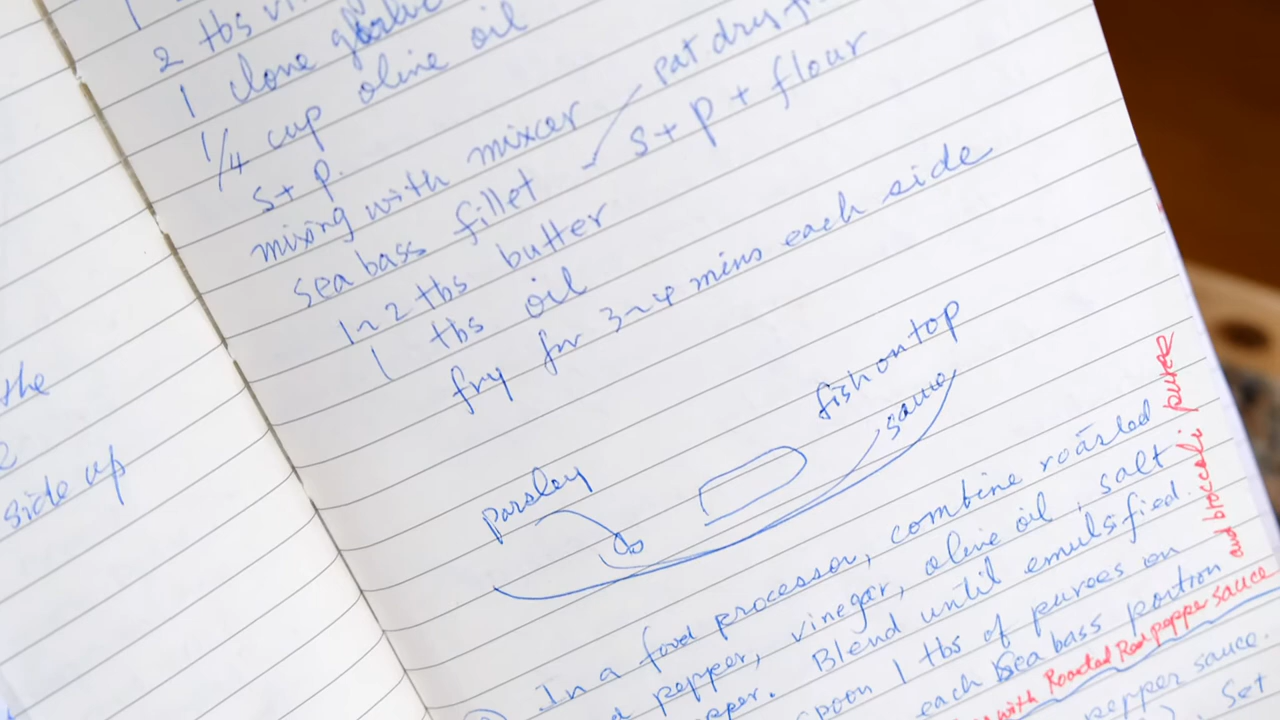 the
2
side up
1
2 tbs
1 clove garlic
1/4 cup olive oil
s + p.
mixing with mixer
sea bass fillet pat dry
s + p + flour
1~2 tbs butter
1 tbs oil
fry for 3~4 mins each side
fish on top
sauce
parsley
In a food processor, combine roasted
pepper, vinegar, olive oil, salt
Blend until emulsified.
spoon 1 tbs of purees on
each sea bass portion
and broccoli puree
with Roasted Red pepper sauce
pepper sauce.
Set